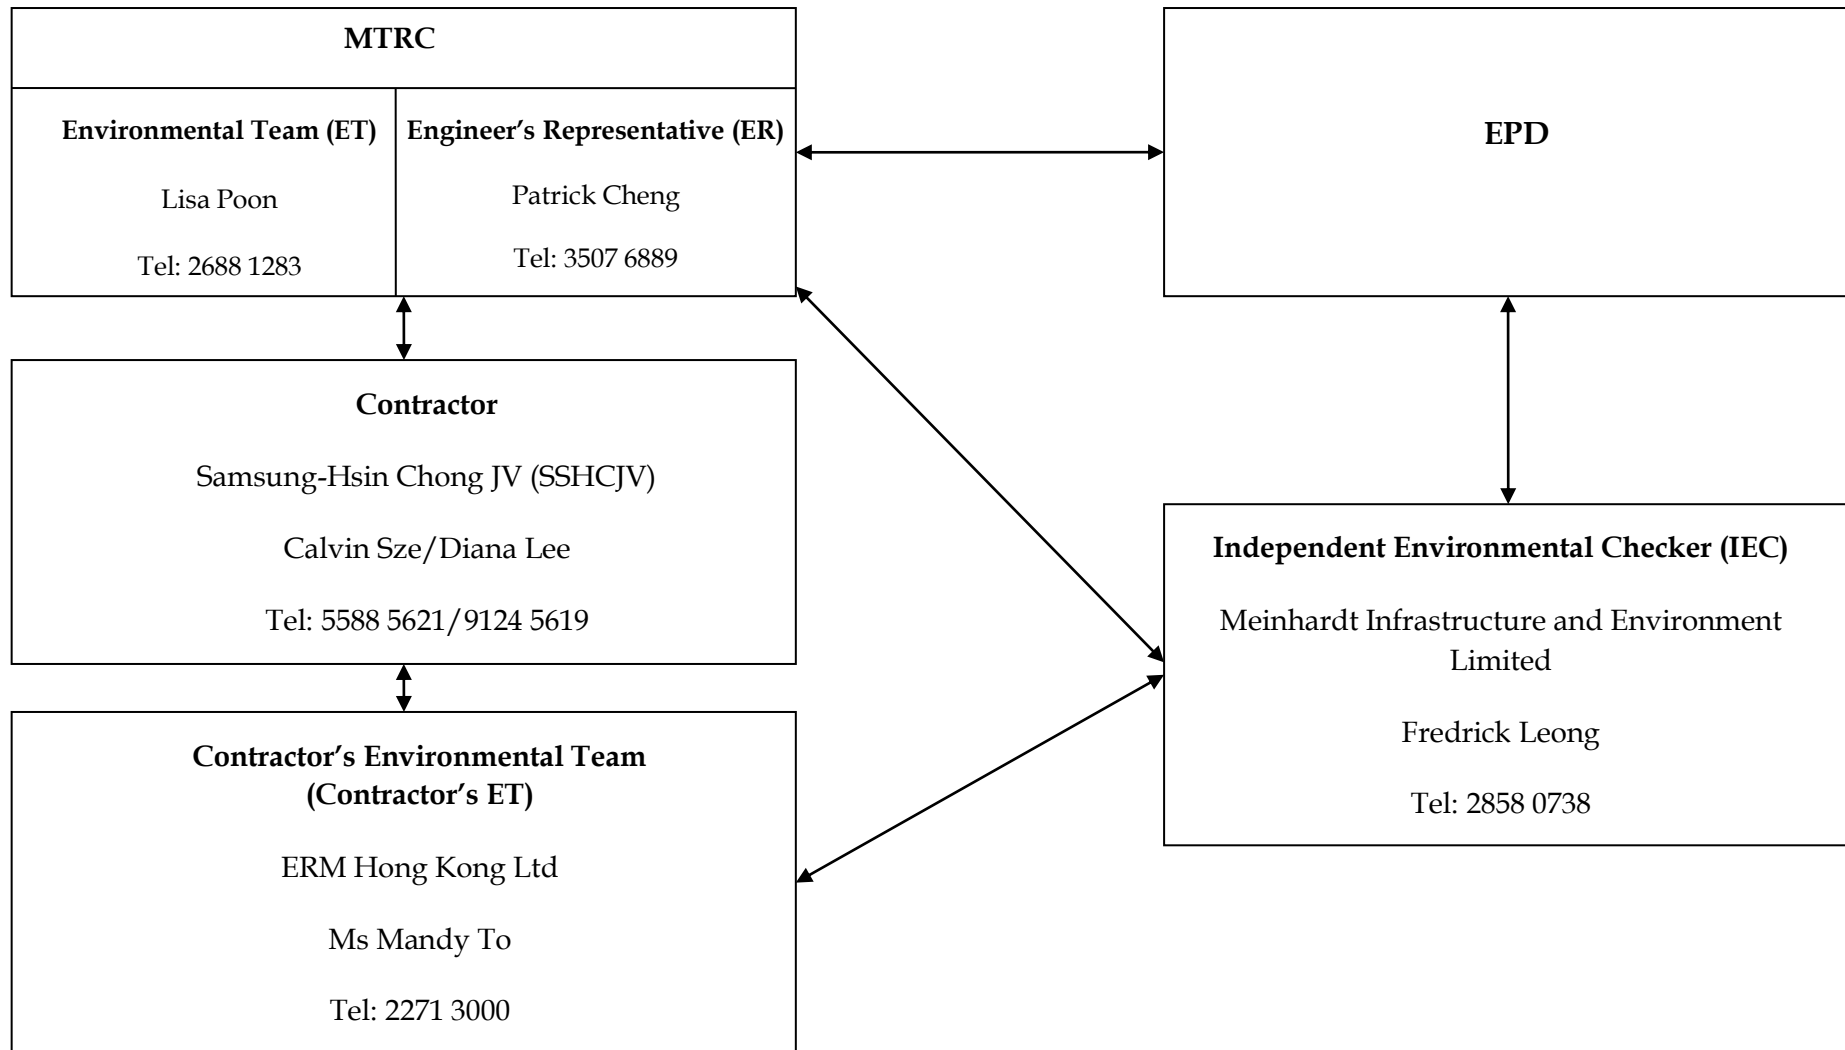 MTRC
Environmental Team (ET)
Lisa Poon
Tel: 2688 1283
Engineer’s Representative (ER)
Patrick Cheng
Tel: 3507 6889
EPD
Contractor
Samsung-Hsin Chong JV (SSHCJV)
Calvin Sze/Diana Lee
Tel: 5588 5621/9124 5619
Independent Environmental Checker (IEC)
Meinhardt Infrastructure and Environment
Limited
Fredrick Leong
Tel: 2858 0738
Contractor’s Environmental Team
(Contractor’s ET)
ERM Hong Kong Ltd
Ms Mandy To
Tel: 2271 3000